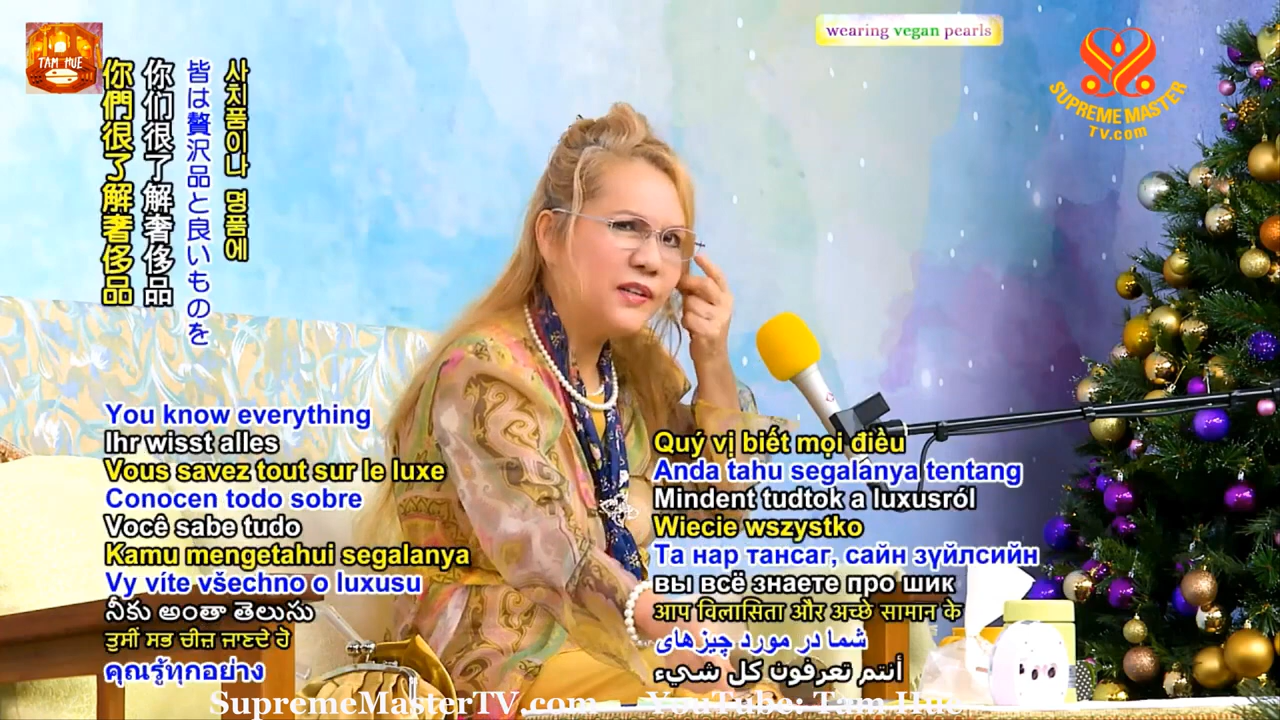 TAM HUE
wearing vegan pearls
SUPREME MASTER
TV.com
你們很了解奢侈品
你们很了解奢侈品
皆は贅沢品と良いものを
사치품이나 명품에
You know everything
Ihr wisst alles
Vous savez tout sur le luxe
Conocen todo sobre
Você sabe tudo
Kamu mengetahui segalanya
Vy víte všechno o luxusu
నీకు అంతా తెలుసు
ਤੁਸੀਂ ਸਭ ਚੀਜ਼ ਜਾਣਦੇ ਹੋ
คุณรู้ทุกอย่าง
Quý vị biết mọi điều
Anda tahu segalanya tentang
Mindent tudtok a luxusról
Wiecie wszystko
Та нар тансаг, сайн зүйлсийн
вы всё знаете про шик
आप विलासिता और अच्छे सामान के
شما در مورد چیزهای
أنتم تعرفون كل شيء
SupremeMasterTV.com - YouTube: Tam Hue